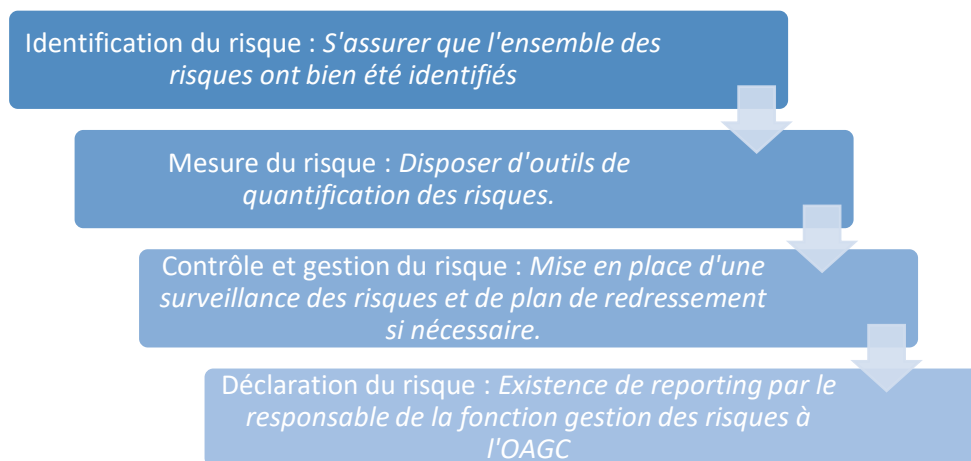 Identification du risque : S'assurer que l'ensemble des
risques ont bien été identifiés
Mesure du risque : Disposer d'outils de
quantification des risques.
Contrôle et gestion du risque : Mise en place d'une
surveillance des risques et de plan de redressement
si nécessaire.
Déclaration du risque : Existence de reporting par le
responsable de la fonction gestion des risques à
l'OAGC